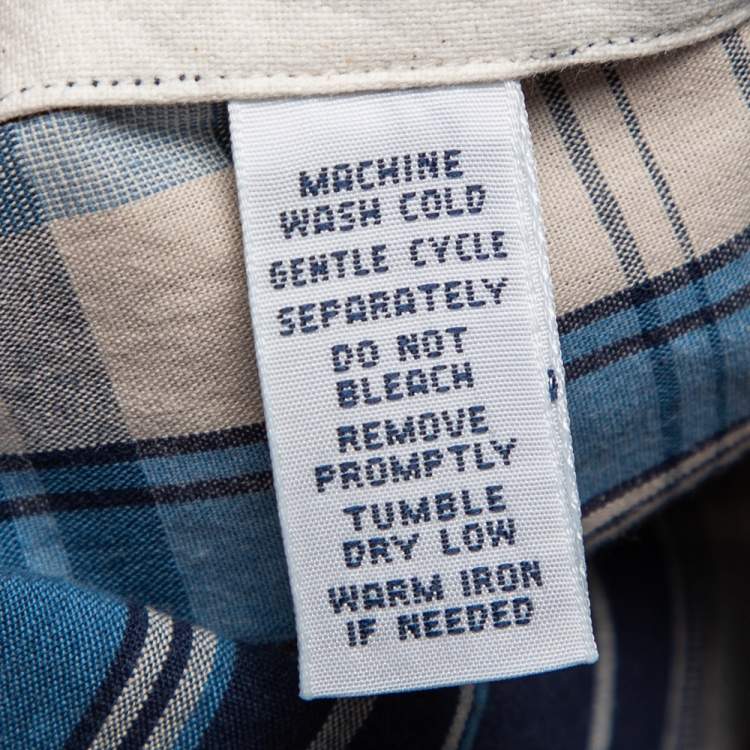 MACHINE
WASH COLD
GENTLE CYCLE
SEPARATELY
DO NOT
BLEACH
REMOVE
PROMPTLY
TUMBLE
DRY LOW
WARM IRON
IF NEEDED